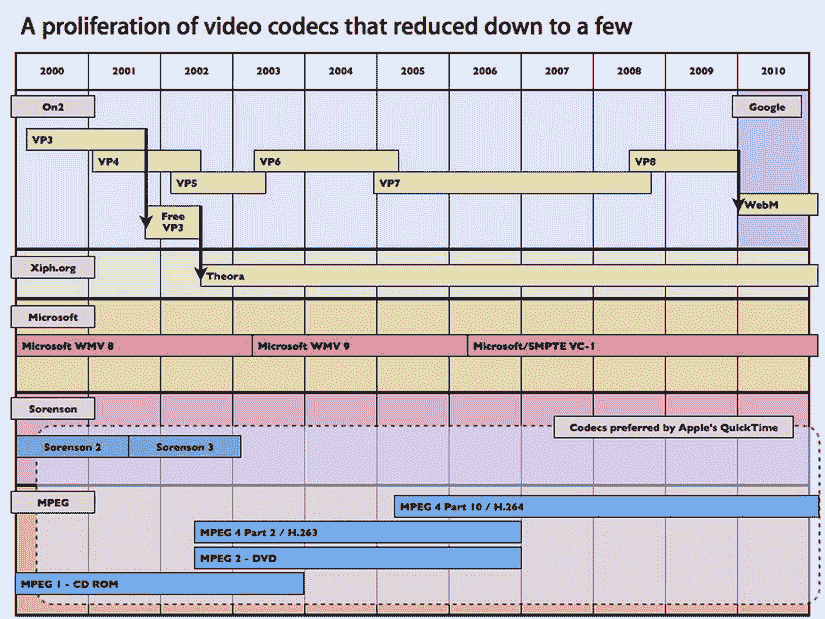 A proliferation of video codecs that reduced down to a few
2000 2001 2002 2003 2004 2005 2006 2007 2008 2009 2010
On2 Google
VP3
VP4 VP6 VP8
VP5 VP7
WebM
Free
VP3
Xiph.org
Theora
Microsoft
Microsoft WMV 8 Microsoft WMV 9 Microsoft/SMPTE VC-1
Sorenson
Codecs preferred by Apple's QuickTime
Sorenson 2 Sorenson 3
MPEG
MPEG 4 Part 10 / H.264
MPEG 4 Part 2 / H.263
MPEG 2 - DVD
MPEG 1 - CD ROM